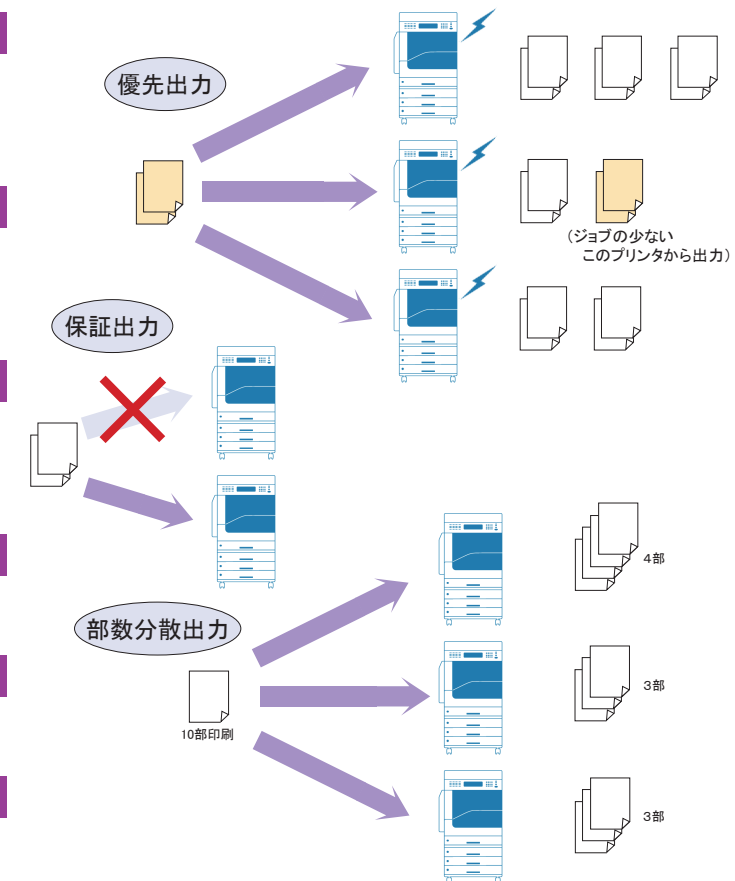 優先出力
（ジョブの少ない
このプリンタから出力）
保証出力
4部
部数分散出力
3部
10部印刷
3部